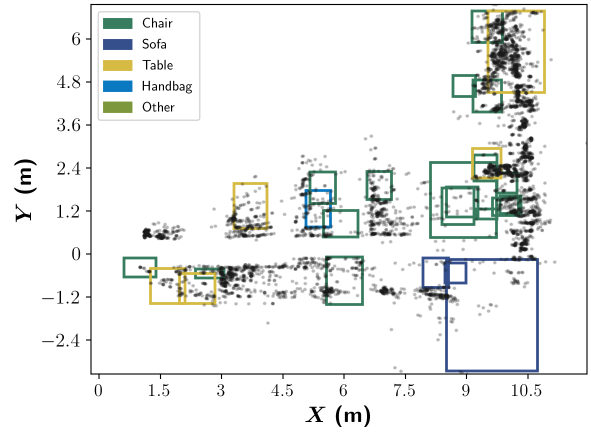 Chair
Sofa
Table
Handbag
Other
6
4.8
3.6
2.4
1.2
0
−1.2
−2.4
Y (m)
0 1.5 3 4.5 6 7.5 9 10.5
X (m)